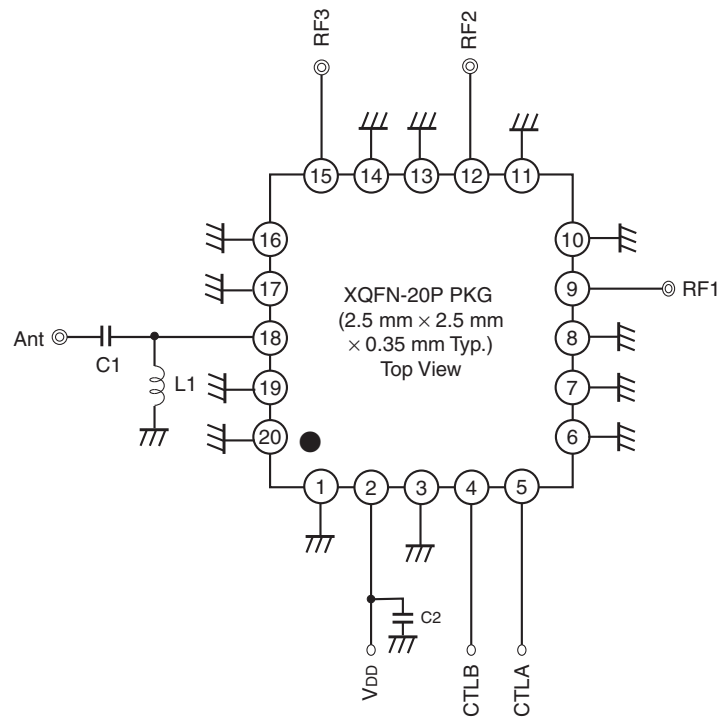 RF3
RF2
15
14
13
12
11
16
10
17
9
RF1
XQFN-20P PKG
(2.5 mm × 2.5 mm
× 0.35 mm Typ.)
Top View
Ant
C1
18
8
L1
19
7
20
6
1
2
3
4
5
C2
VDD
CTLB
CTLA